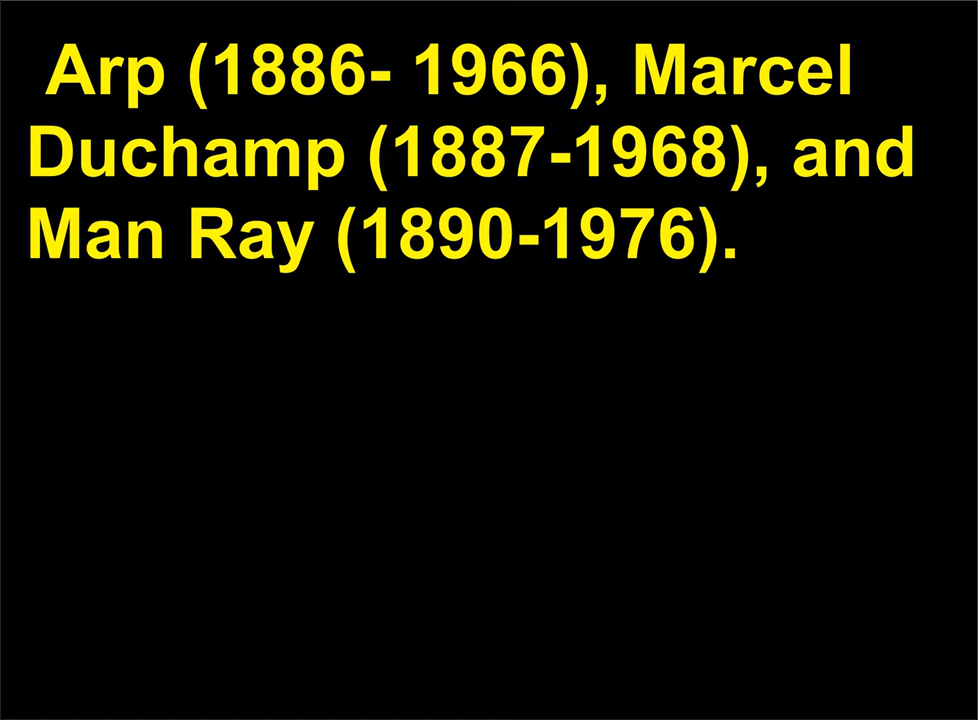 Arp (1886- 1966), Marcel
Duchamp (1887-1968), and
Man Ray (1890-1976).